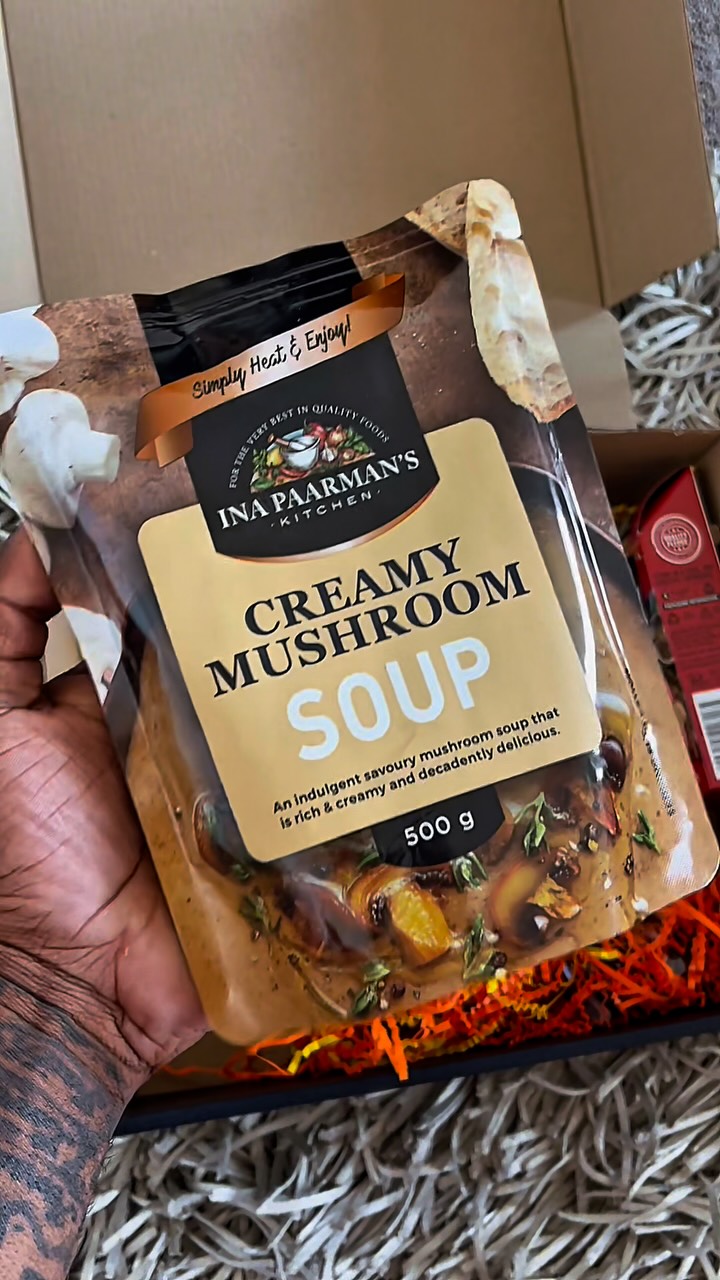 Simply Heat & Enjoy!
FOR THE VERY BEST IN QUALITY FOODS
INA PAARMAN'S
· KITCHEN ·
CREAMY
MUSHROOM
SOUP
An indulgent savoury mushroom soup that
is rich & creamy and decadently delicious.
500 g